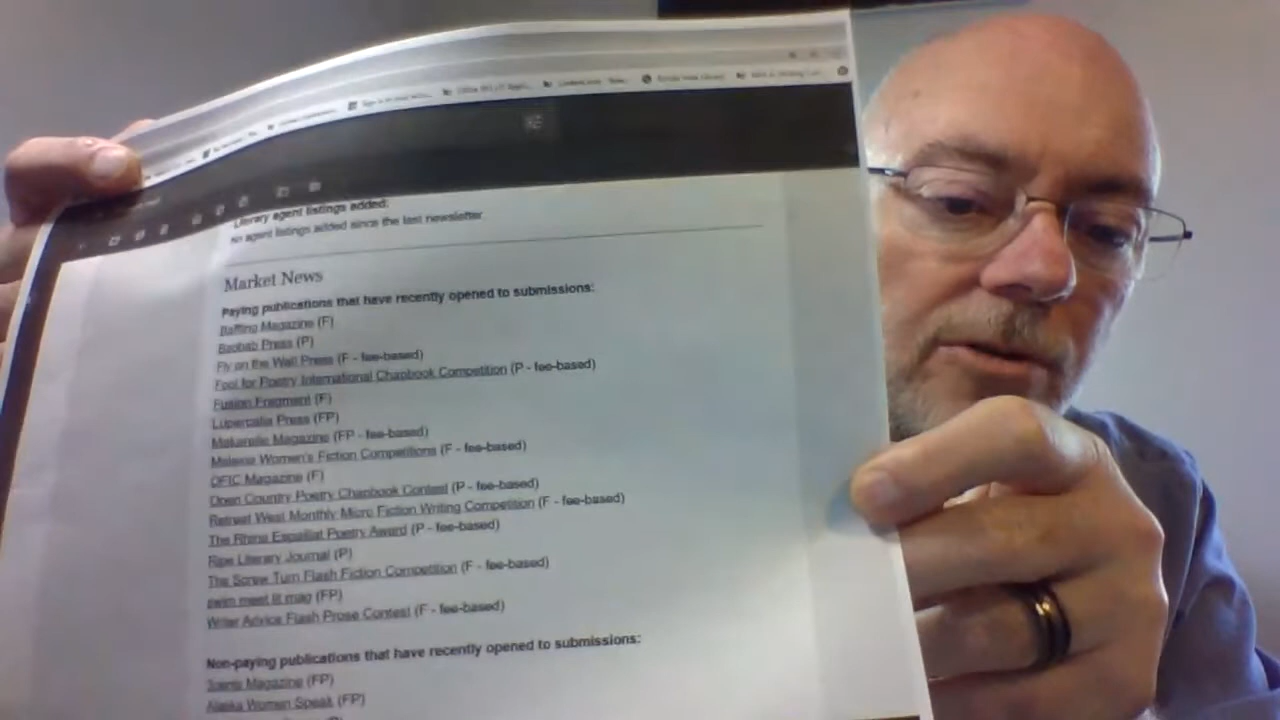 Literary agent listings added:
No agent listings added since the last newsletter.
Market News
Paying publications that have recently opened to submissions:
Baffling Magazine (F)
Baobab Press (P)
Fly on the Wall Press (F - fee-based)
Fool for Poetry International Chapbook Competition (P - fee-based)
Fusion Fragment (F)
Lupercalia Press (FP)
Makarelle Magazine (FP - fee-based)
Mslexia Women's Fiction Competitions (F - fee-based)
OFIC Magazine (F)
Open Country Poetry Chapbook Contest (P - fee-based)
Retreat West Monthly Micro Fiction Writing Competition (F - fee-based)
The Rhina Espaillat Poetry Award (P - fee-based)
Ripe Literary Journal (P)
The Screw Turn Flash Fiction Competition (F - fee-based)
swim meet lit mag (FP)
Writer Advice Flash Prose Contest (F - fee-based)
Non-paying publications that have recently opened to submissions:
Magazine (FP)
Alaska Women Speak (FP)